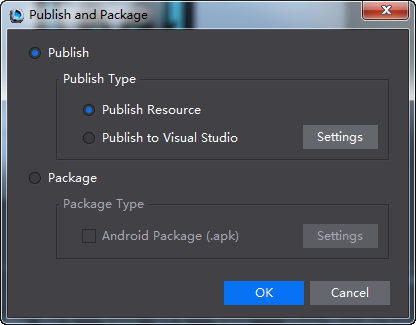 Publish and Package
Publish
Publish Type
Publish Resource
Publish to Visual Studio
Settings
Package
Package Type
Android Package (.apk)
Settings
OK
Cancel